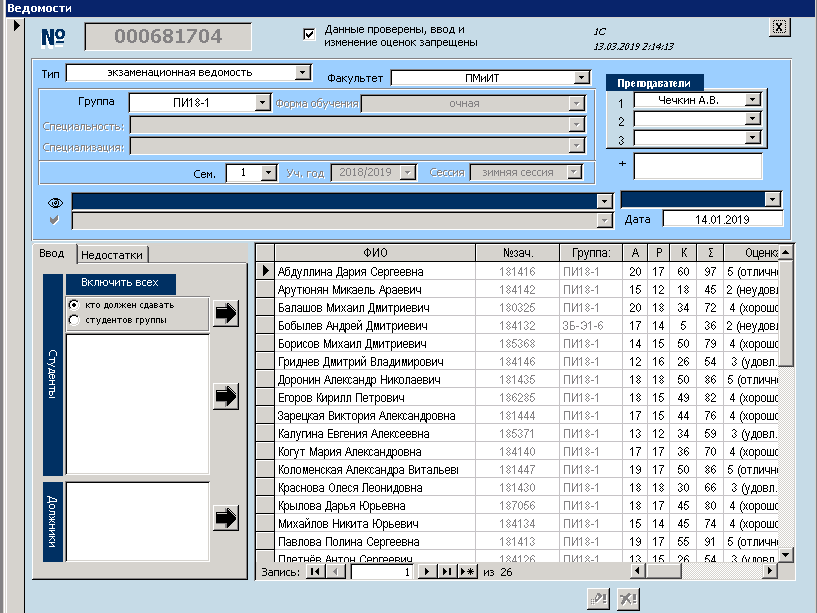 Ведомости
№ 000681704
Данные проверены, ввод и
изменение оценок запрещены
1С
13.03.2019 2:14:13
Тип экзаменационная ведомость
Факультет ПМиИТ
Группа ПИ18-1
Форма обучения очная
Специальность:
Специализация:
Сем. 1 Уч. год 2018/2019 Сессия зимняя сессия
Преподаватели
1 Чечкин А.В.
2
3
+
Дата 14.01.2019
Ввод Недостатки
Включить всех
кто должен сдавать
студентов группы
Студенты
Должники
ФИО №зач. Группа: А Р К Σ Оценка
Абдуллина Дария Сергеевна 181416 ПИ18-1 20 17 60 97 5 (отличн
Арутюнян Микаель Араевич 184142 ПИ18-1 15 12 18 45 2 (неудовл
Балашов Михаил Дмитриевич 180325 ПИ18-1 20 18 34 72 4 (хорошо
Бобылев Андрей Дмитриевич 184132 ЗБ-Э1-6 17 14 5 36 2 (неудовл
Борисов Михаил Дмитриевич 185368 ПИ18-1 14 15 50 79 4 (хорошо
Гриднев Дмитрий Владимирович 184146 ПИ18-1 12 16 26 54 3 (удовл.
Доронин Александр Николаевич 181435 ПИ18-1 18 18 50 86 5 (отличн
Егоров Кирилл Петрович 186285 ПИ18-1 18 15 49 82 4 (хорошо
Зарецкая Виктория Александровна 181444 ПИ18-1 17 15 44 76 4 (хорошо
Калугина Евгения Алексеевна 185371 ПИ18-1 13 12 34 59 3 (удовл.
Когут Мария Александровна 184140 ПИ18-1 17 17 36 70 4 (хорошо
Коломенская Александра Витальевн 181447 ПИ18-1 19 17 50 86 5 (отличн
Краснова Олеся Леонидовна 181430 ПИ18-1 18 18 30 66 3 (удовл.
Крылова Дарья Юрьевна 187056 ПИ18-1 18 17 45 80 4 (хорошо
Михайлов Никита Юрьевич 184134 ПИ18-1 15 14 45 74 4 (хорошо
Павлова Полина Сергеевна 181413 ПИ18-1 19 17 55 91 5 (отличн
Плетнёв Антон Сергеевич 184126 ПИ18-1 13 15 26 54 3 (удовл.
Запись: 1 из 26